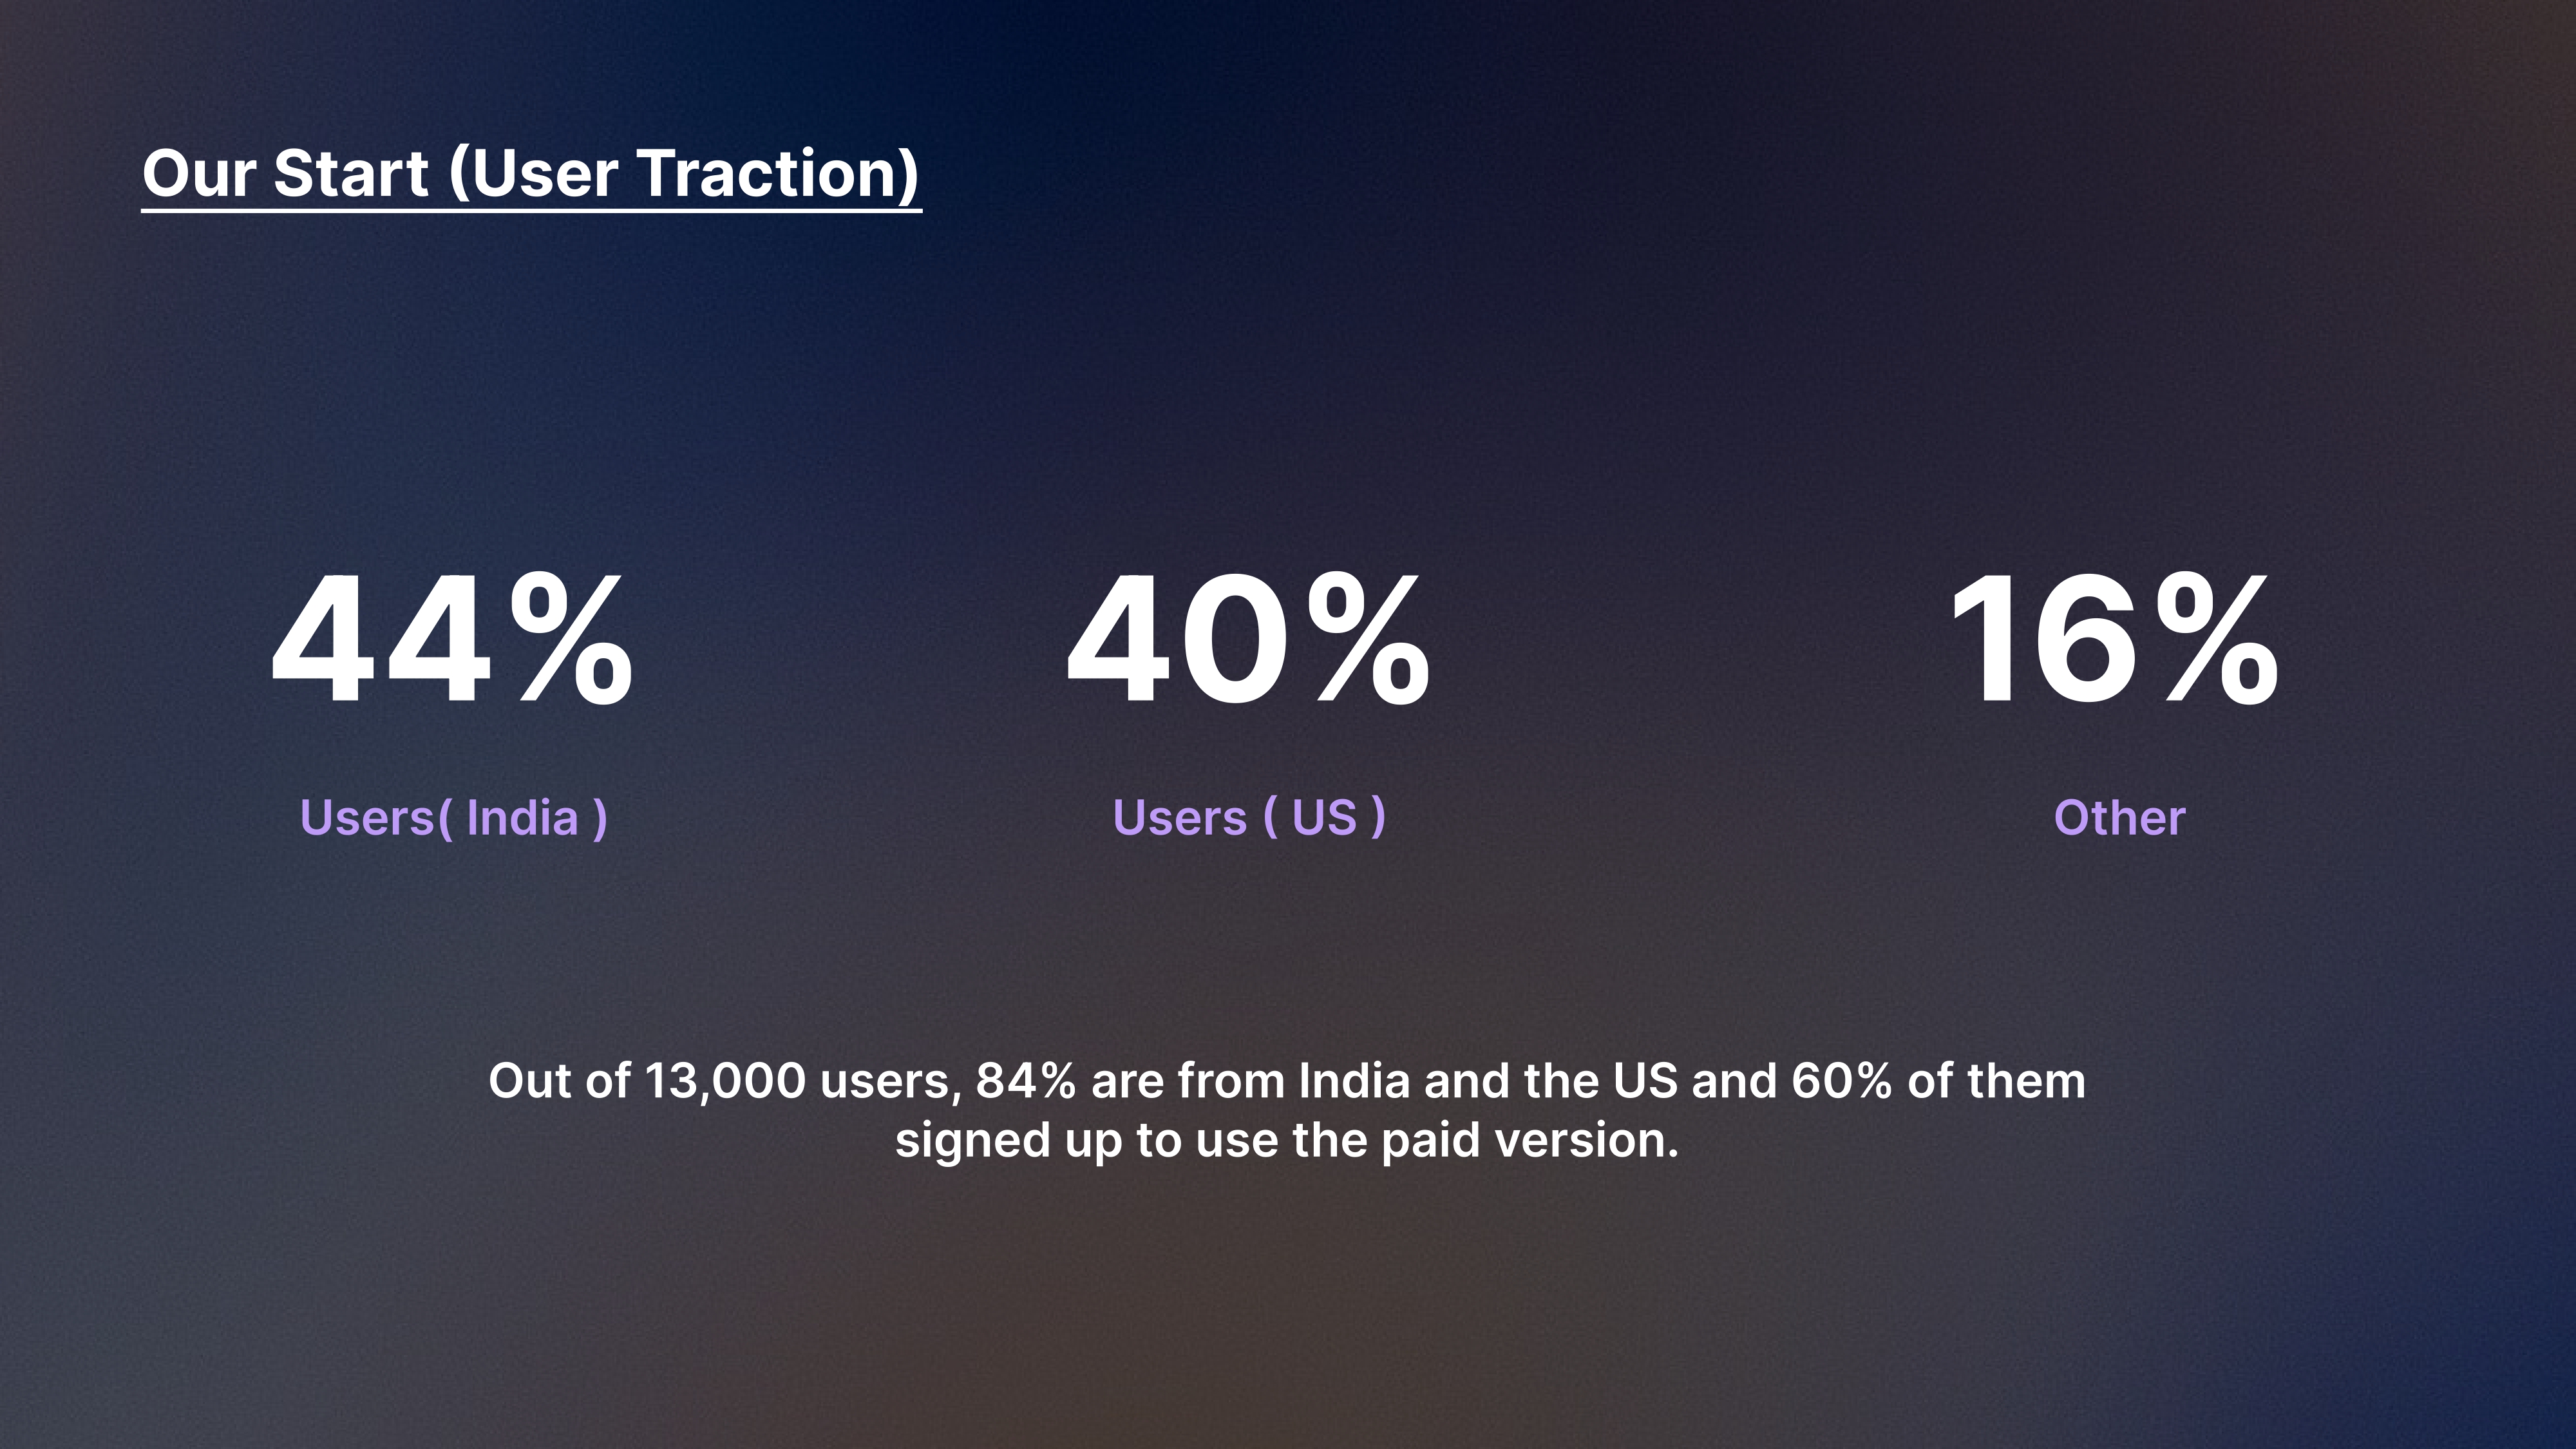 Our Start (User Traction)
44%
40%
16%
Users( India )
Users ( US )
Other
Out of 13,000 users, 84% are from India and the US and 60% of them
signed up to use the paid version.